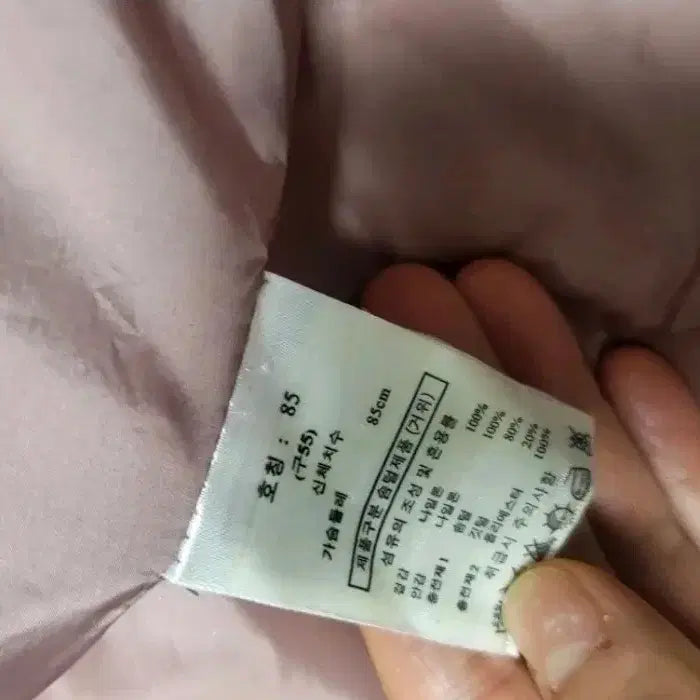 호칭 : 85
(구55)
신체치수
가슴둘레 85cm
제품구분 솜털제품 (거위)
섬유의 조성 및 혼용률
겉감 나일론 100%
안감 나일론 100%
충전재1 솜털 80%
깃털 20%
충전재2 폴리에스터 100%
취급시 주의사항